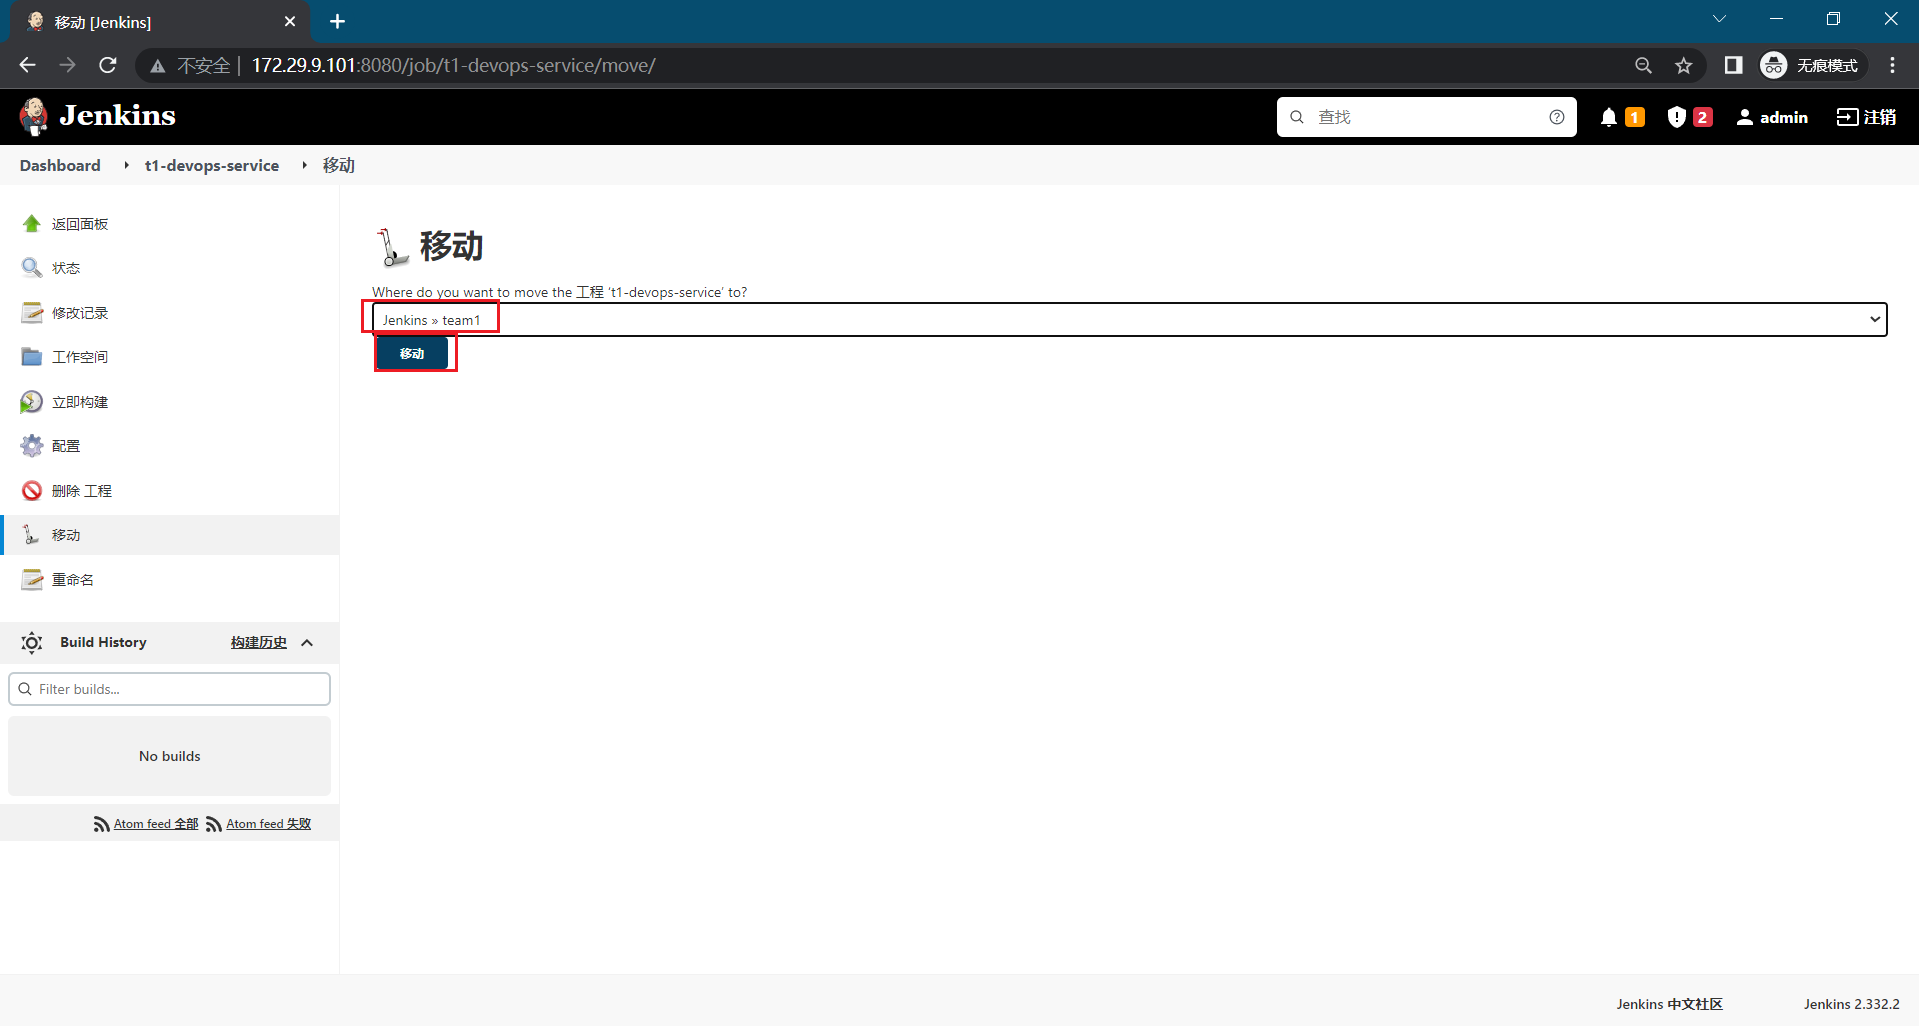 移动 [Jenkins]
不安全 172.29.9.101:8080/job/t1-devops-service/move/ 无痕模式
Jenkins 查找 1 2 admin 注销
Dashboard t1-devops-service 移动
返回面板
状态
修改记录
工作空间
立即构建
配置
删除 工程
移动
重命名
Build History 构建历史
Filter builds...
No builds
Atom feed 全部 Atom feed 失败
移动
Where do you want to move the 工程 ‘t1-devops-service’ to?
Jenkins » team1
移动
Jenkins 中文社区 Jenkins 2.332.2